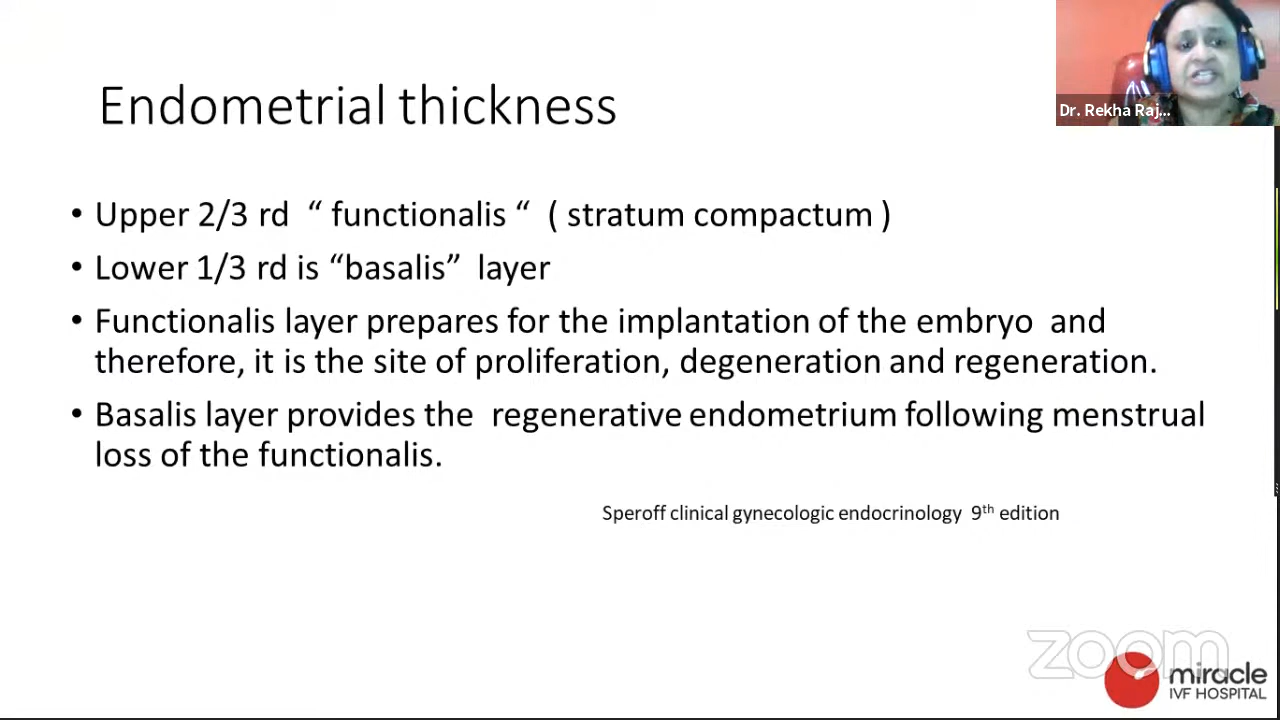 Endometrial thickness
Dr. Rekha Raj...
• Upper 2/3 rd “ functionalis “ ( stratum compactum )
• Lower 1/3 rd is “basalis” layer
• Functionalis layer prepares for the implantation of the embryo and
therefore, it is the site of proliferation, degeneration and regeneration.
• Basalis layer provides the regenerative endometrium following menstrual
loss of the functionalis.
Speroff clinical gynecologic endocrinology 9th edition
zoom
miracle
IVF HOSPITAL